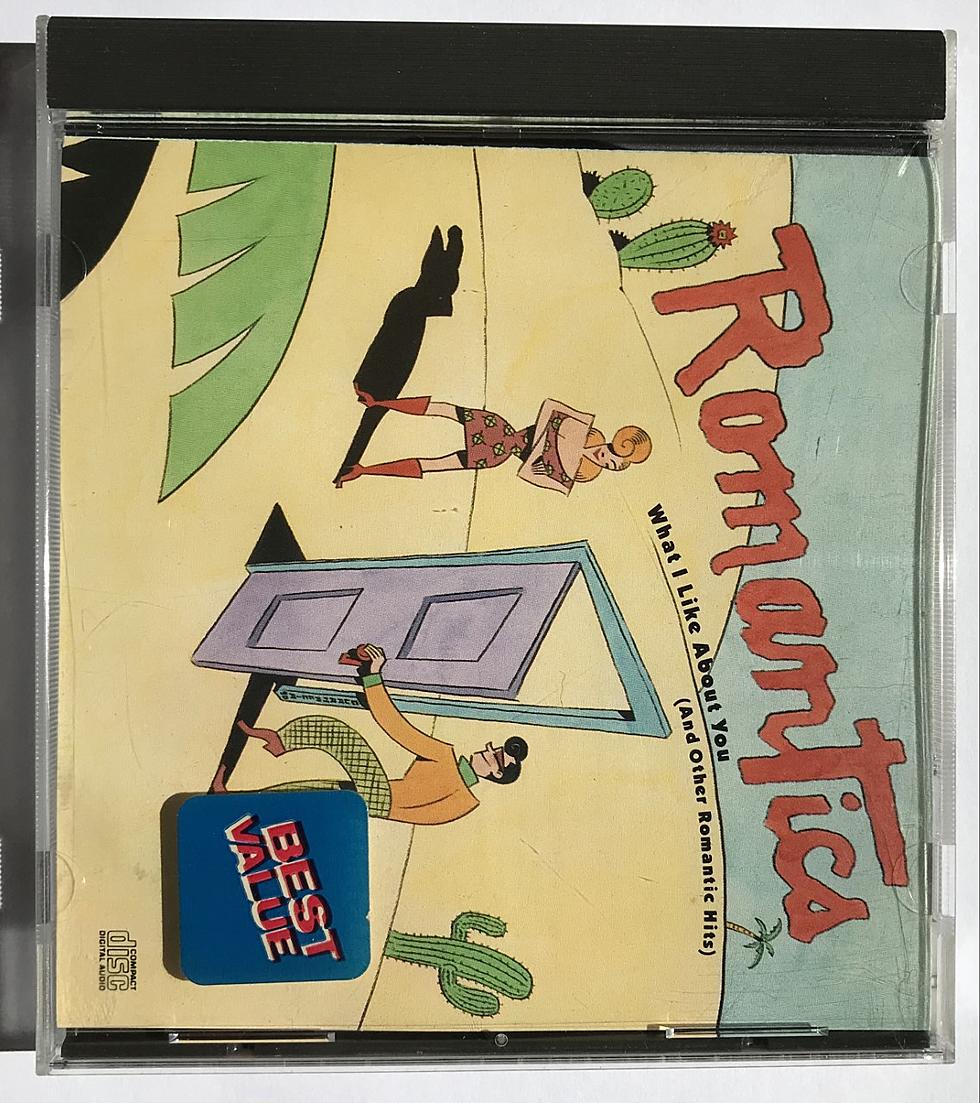 Romantics
What I Like About You
(And Other Romantic Hits)
BEST
VALUE
COMPACT
disc
DIGITAL AUDIO